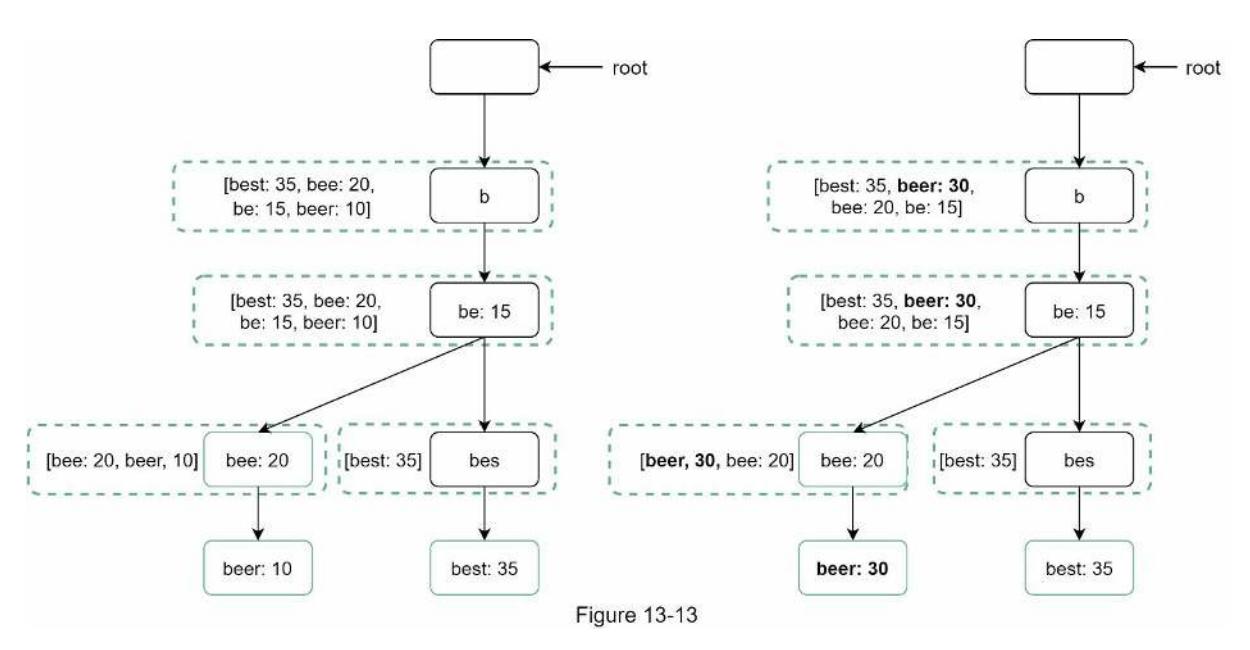 root
[best: 35, bee: 20,
be: 15, beer: 10]
b
[best: 35, bee: 20,
be: 15, beer: 10]
be: 15
[bee: 20, beer, 10]
bee: 20
[best: 35]
bes
beer: 10
best: 35
root
[best: 35, beer: 30,
bee: 20, be: 15]
b
[best: 35, beer: 30,
bee: 20, be: 15]
be: 15
[beer, 30, bee: 20]
bee: 20
[best: 35]
bes
beer: 30
best: 35
Figure 13-13